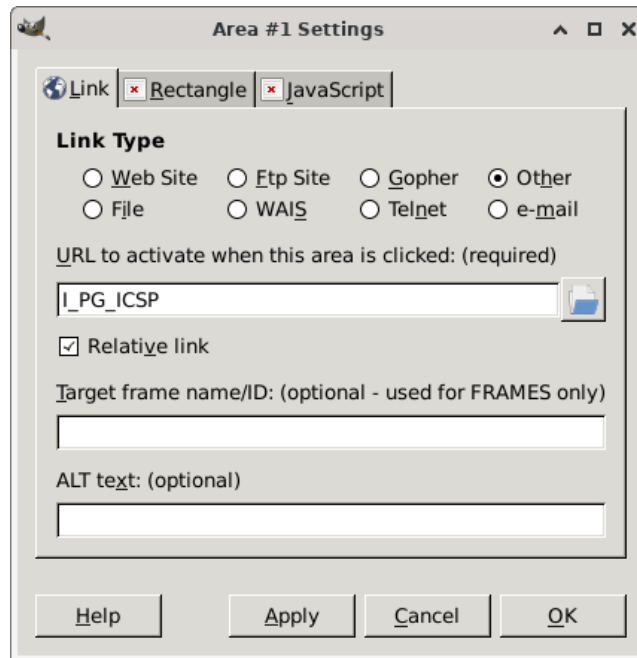 Area #1 Settings
Link Rectangle JavaScript
Link Type
Web Site Ftp Site Gopher Other
File WAIS Telnet e-mail
URL to activate when this area is clicked: (required)
I_PG_ICSP
Relative link
Target frame name/ID: (optional - used for FRAMES only)
ALT text: (optional)
Help Apply Cancel OK